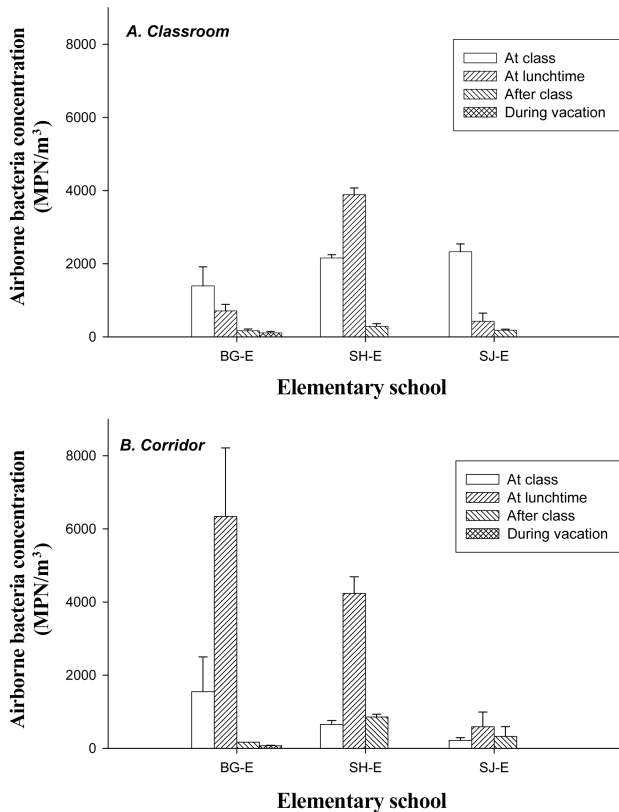 A. Classroom
8000
6000
4000
2000
0
Airborne bacteria concentration
(MPN/m³)
At class
At lunchtime
After class
During vacation
BG-E SH-E SJ-E
Elementary school
B. Corridor
8000
6000
4000
2000
0
Airborne bacteria concentration
(MPN/m³)
At class
At lunchtime
After class
During vacation
BG-E SH-E SJ-E
Elementary school